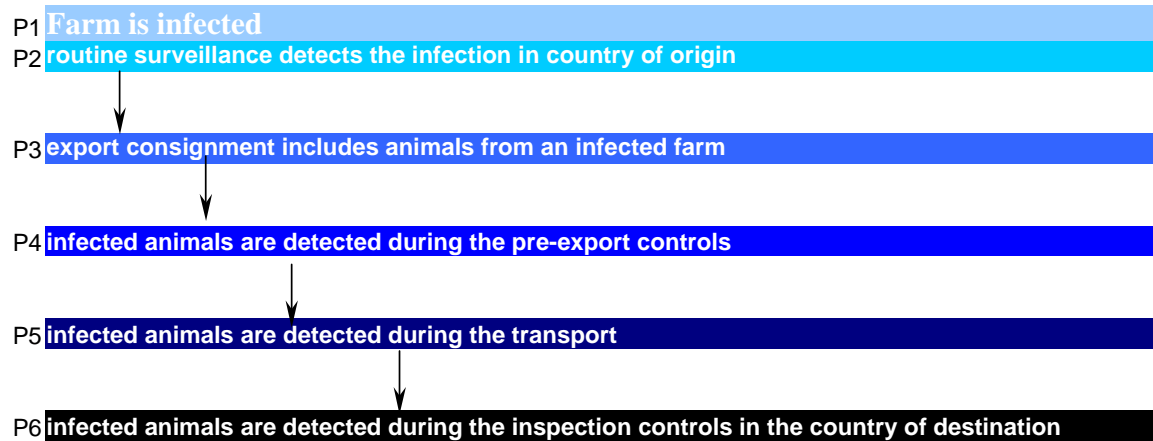 P1 Farm is infected
P2 routine surveillance detects the infection in country of origin
P3 export consignment includes animals from an infected farm
P4 infected animals are detected during the pre-export controls
P5 infected animals are detected during the transport
P6 infected animals are detected during the inspection controls in the country of destination